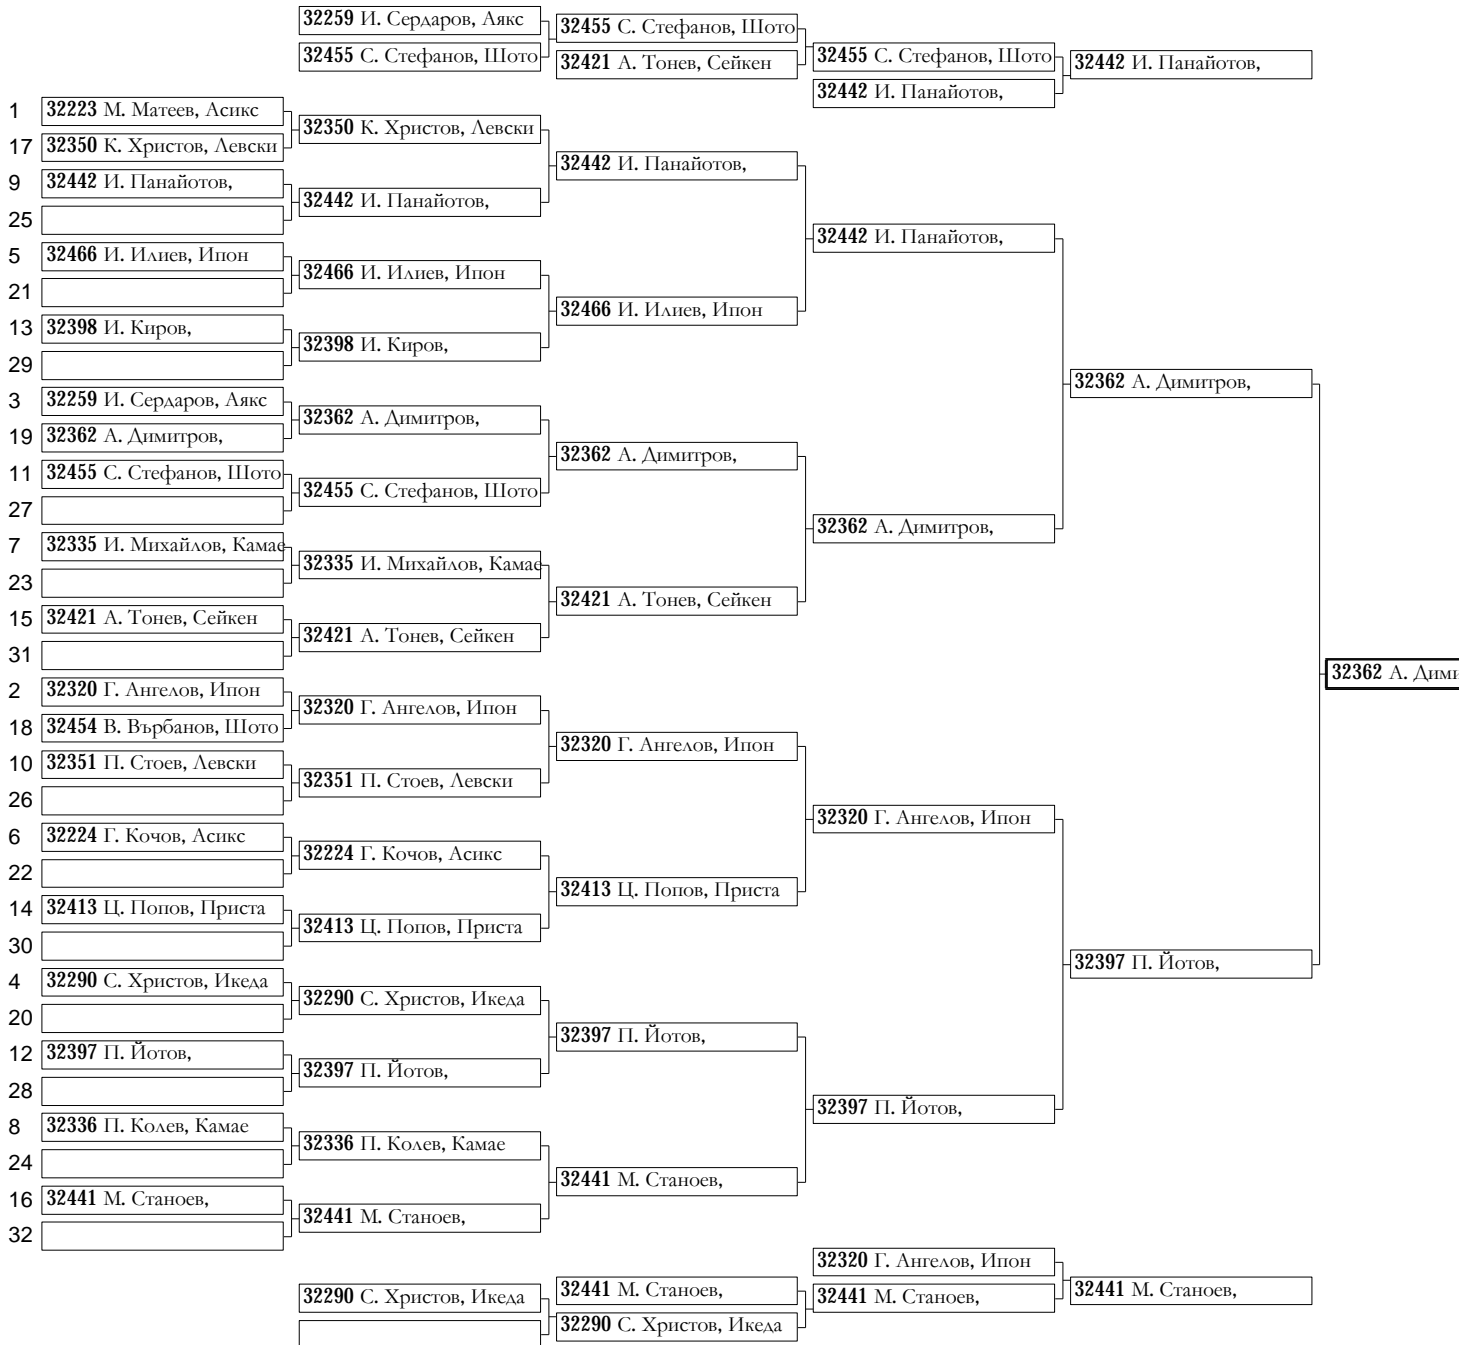 32259 И. Сердаров, Аякс
32455 С. Стефанов, Шото
32455 С. Стефанов, Шото
32421 А. Тонев, Сейкен
32455 С. Стефанов, Шото
32442 И. Панайотов,
32442 И. Панайотов,
1 32223 М. Матеев, Асикс
17 32350 К. Христов, Левски
9 32442 И. Панайотов,
25
5 32466 И. Илиев, Ипон
21
13 32398 И. Киров,
29
3 32259 И. Сердаров, Аякс
19 32362 А. Димитров,
11 32455 С. Стефанов, Шото
27
7 32335 И. Михайлов, Камае
23
15 32421 А. Тонев, Сейкен
31
2 32320 Г. Ангелов, Ипон
18 32454 В. Върбанов, Шото
10 32351 П. Стоев, Левски
26
6 32224 Г. Кочов, Асикс
22
14 32413 Ц. Попов, Приста
30
4 32290 С. Христов, Икеда
20
12 32397 П. Йотов,
28
8 32336 П. Колев, Камае
24
16 32441 М. Станоев,
32
32350 К. Христов, Левски
32442 И. Панайотов,
32466 И. Илиев, Ипон
32398 И. Киров,
32362 А. Димитров,
32455 С. Стефанов, Шото
32335 И. Михайлов, Камае
32421 А. Тонев, Сейкен
32320 Г. Ангелов, Ипон
32351 П. Стоев, Левски
32224 Г. Кочов, Асикс
32413 Ц. Попов, Приста
32290 С. Христов, Икеда
32397 П. Йотов,
32336 П. Колев, Камае
32441 М. Станоев,
32442 И. Панайотов,
32466 И. Илиев, Ипон
32362 А. Димитров,
32421 А. Тонев, Сейкен
32320 Г. Ангелов, Ипон
32413 Ц. Попов, Приста
32397 П. Йотов,
32441 М. Станоев,
32442 И. Панайотов,
32362 А. Димитров,
32320 Г. Ангелов, Ипон
32397 П. Йотов,
32362 А. Димитров,
32397 П. Йотов,
32362 А.
32290 С. Христов, Икеда
32441 М. Станоев,
32290 С. Христов, Икеда
32320 Г. Ангелов, Ипон
32441 М. Станоев,
32441 М. Станоев,